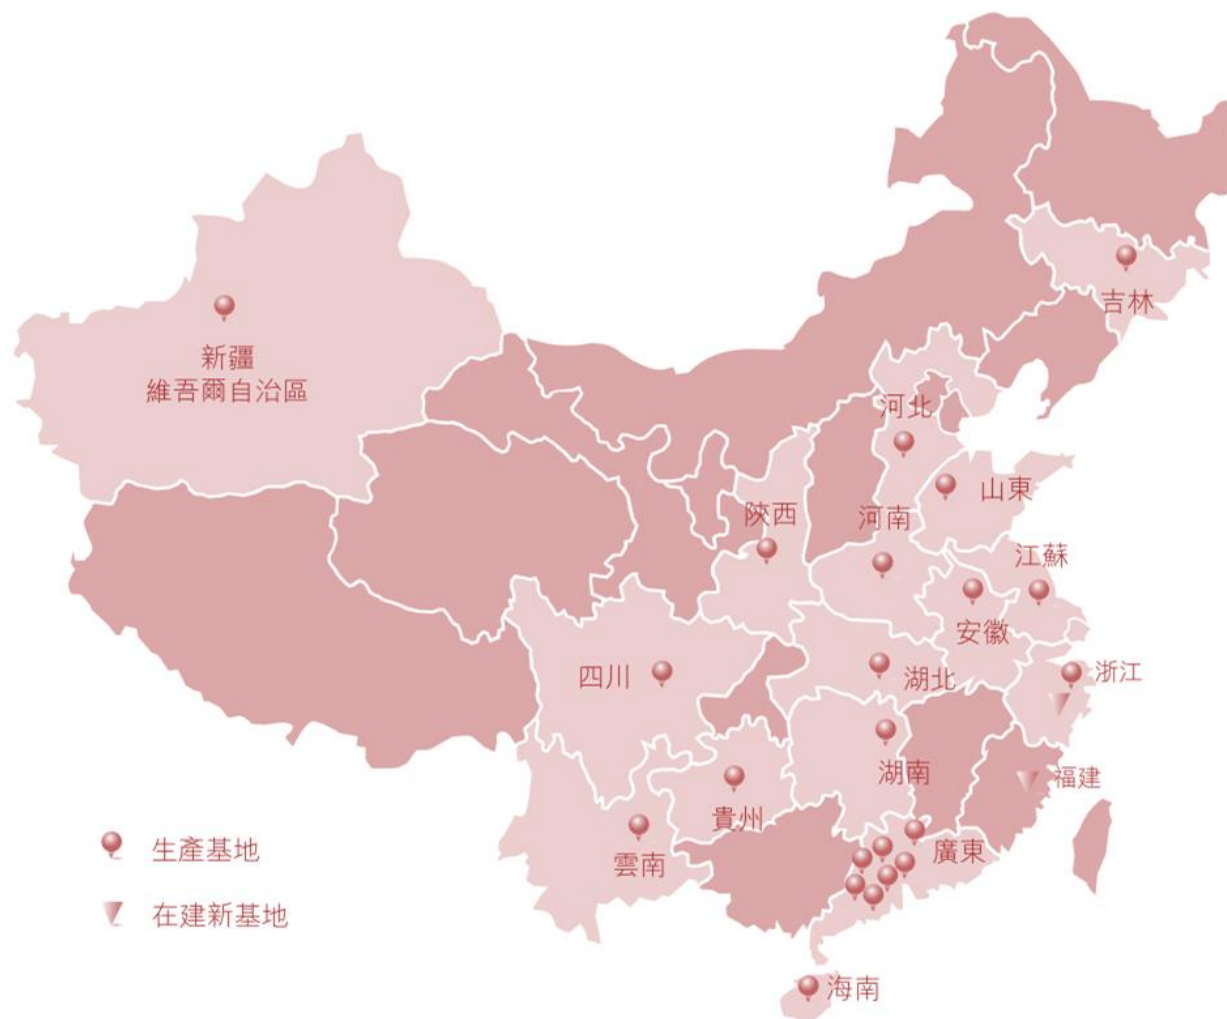 吉林
新疆
維吾爾自治區
河北
山東
陝西
河南
江蘇
安徽
四川
湖北
浙江
湖南
福建
貴州
廣東
雲南
生產基地
在建新基地
海南